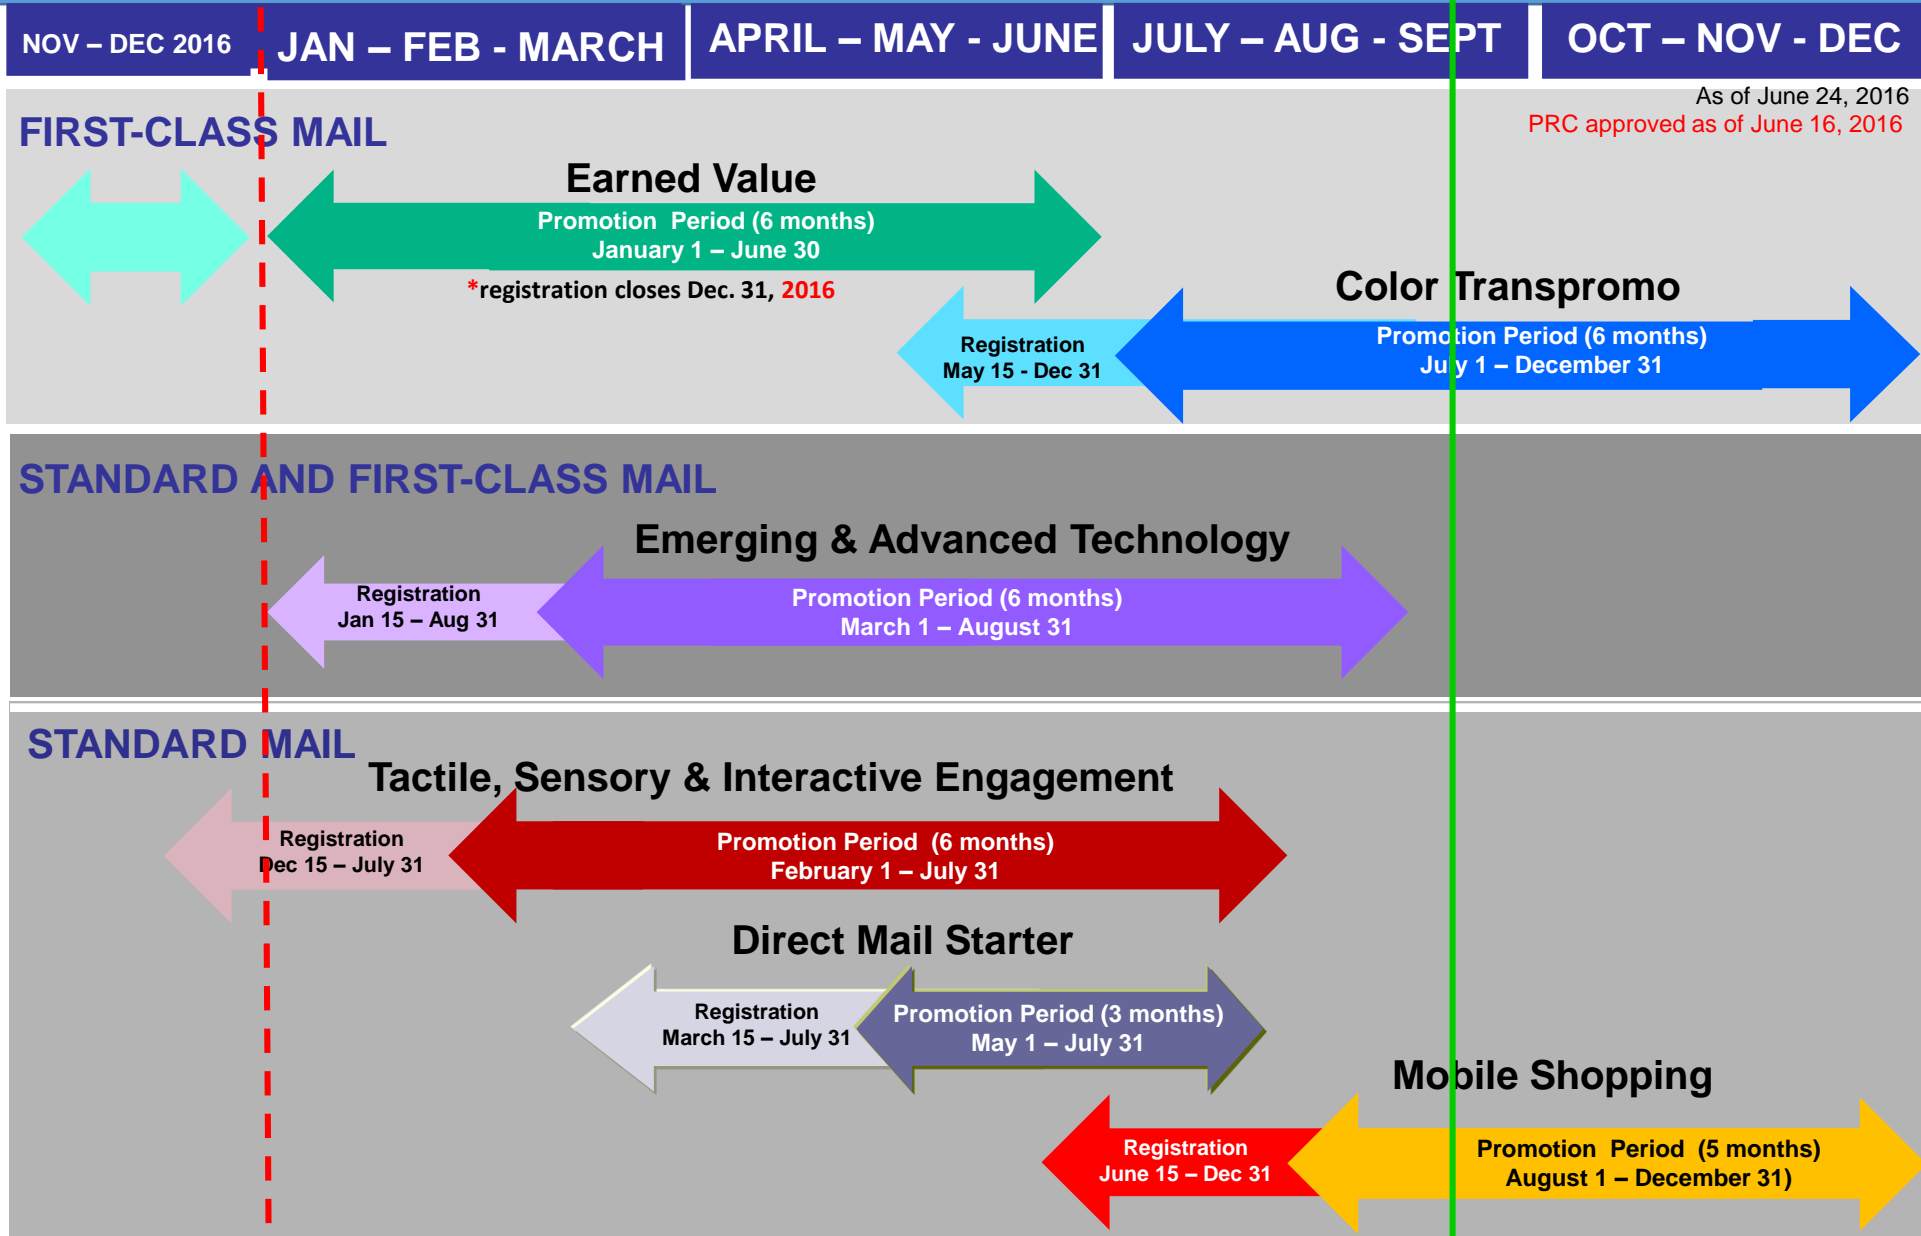 NOV – DEC 2016
JAN – FEB - MARCH
APRIL – MAY - JUNE
JULY – AUG - SEPT
OCT – NOV - DEC
As of June 24, 2016
PRC approved as of June 16, 2016
FIRST-CLASS MAIL
Earned Value
Promotion Period (6 months)
January 1 – June 30
*registration closes Dec. 31, 2016
Color Transpromo
Registration
May 15 - Dec 31
Promotion Period (6 months)
July 1 – December 31
STANDARD AND FIRST-CLASS MAIL
Emerging & Advanced Technology
Registration
Jan 15 – Aug 31
Promotion Period (6 months)
March 1 – August 31
STANDARD MAIL
Tactile, Sensory & Interactive Engagement
Registration
Dec 15 – July 31
Promotion Period (6 months)
February 1 – July 31
Direct Mail Starter
Registration
March 15 – July 31
Promotion Period (3 months)
May 1 – July 31
Mobile Shopping
Registration
June 15 – Dec 31
Promotion Period (5 months)
August 1 – December 31)